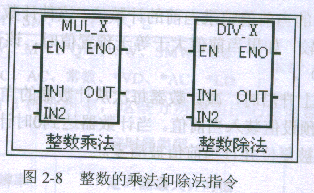 MUL_X DIV_X
EN ENO EN ENO
IN1 OUT IN1 OUT
IN2 IN2
整数乘法 整数除法
图 2-8 整数的乘法和除法指令